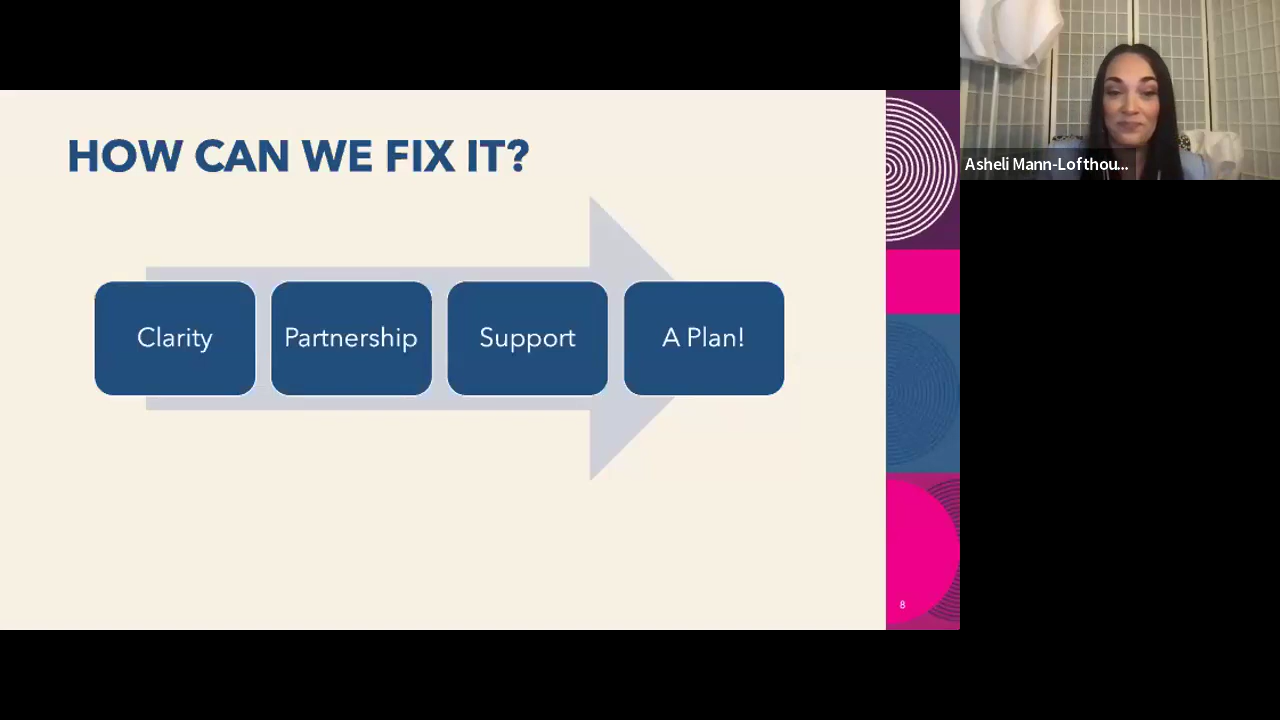 HOW CAN WE FIX IT?
Clarity
Partnership
Support
A Plan!
8
Asheli Mann-Lofthou...